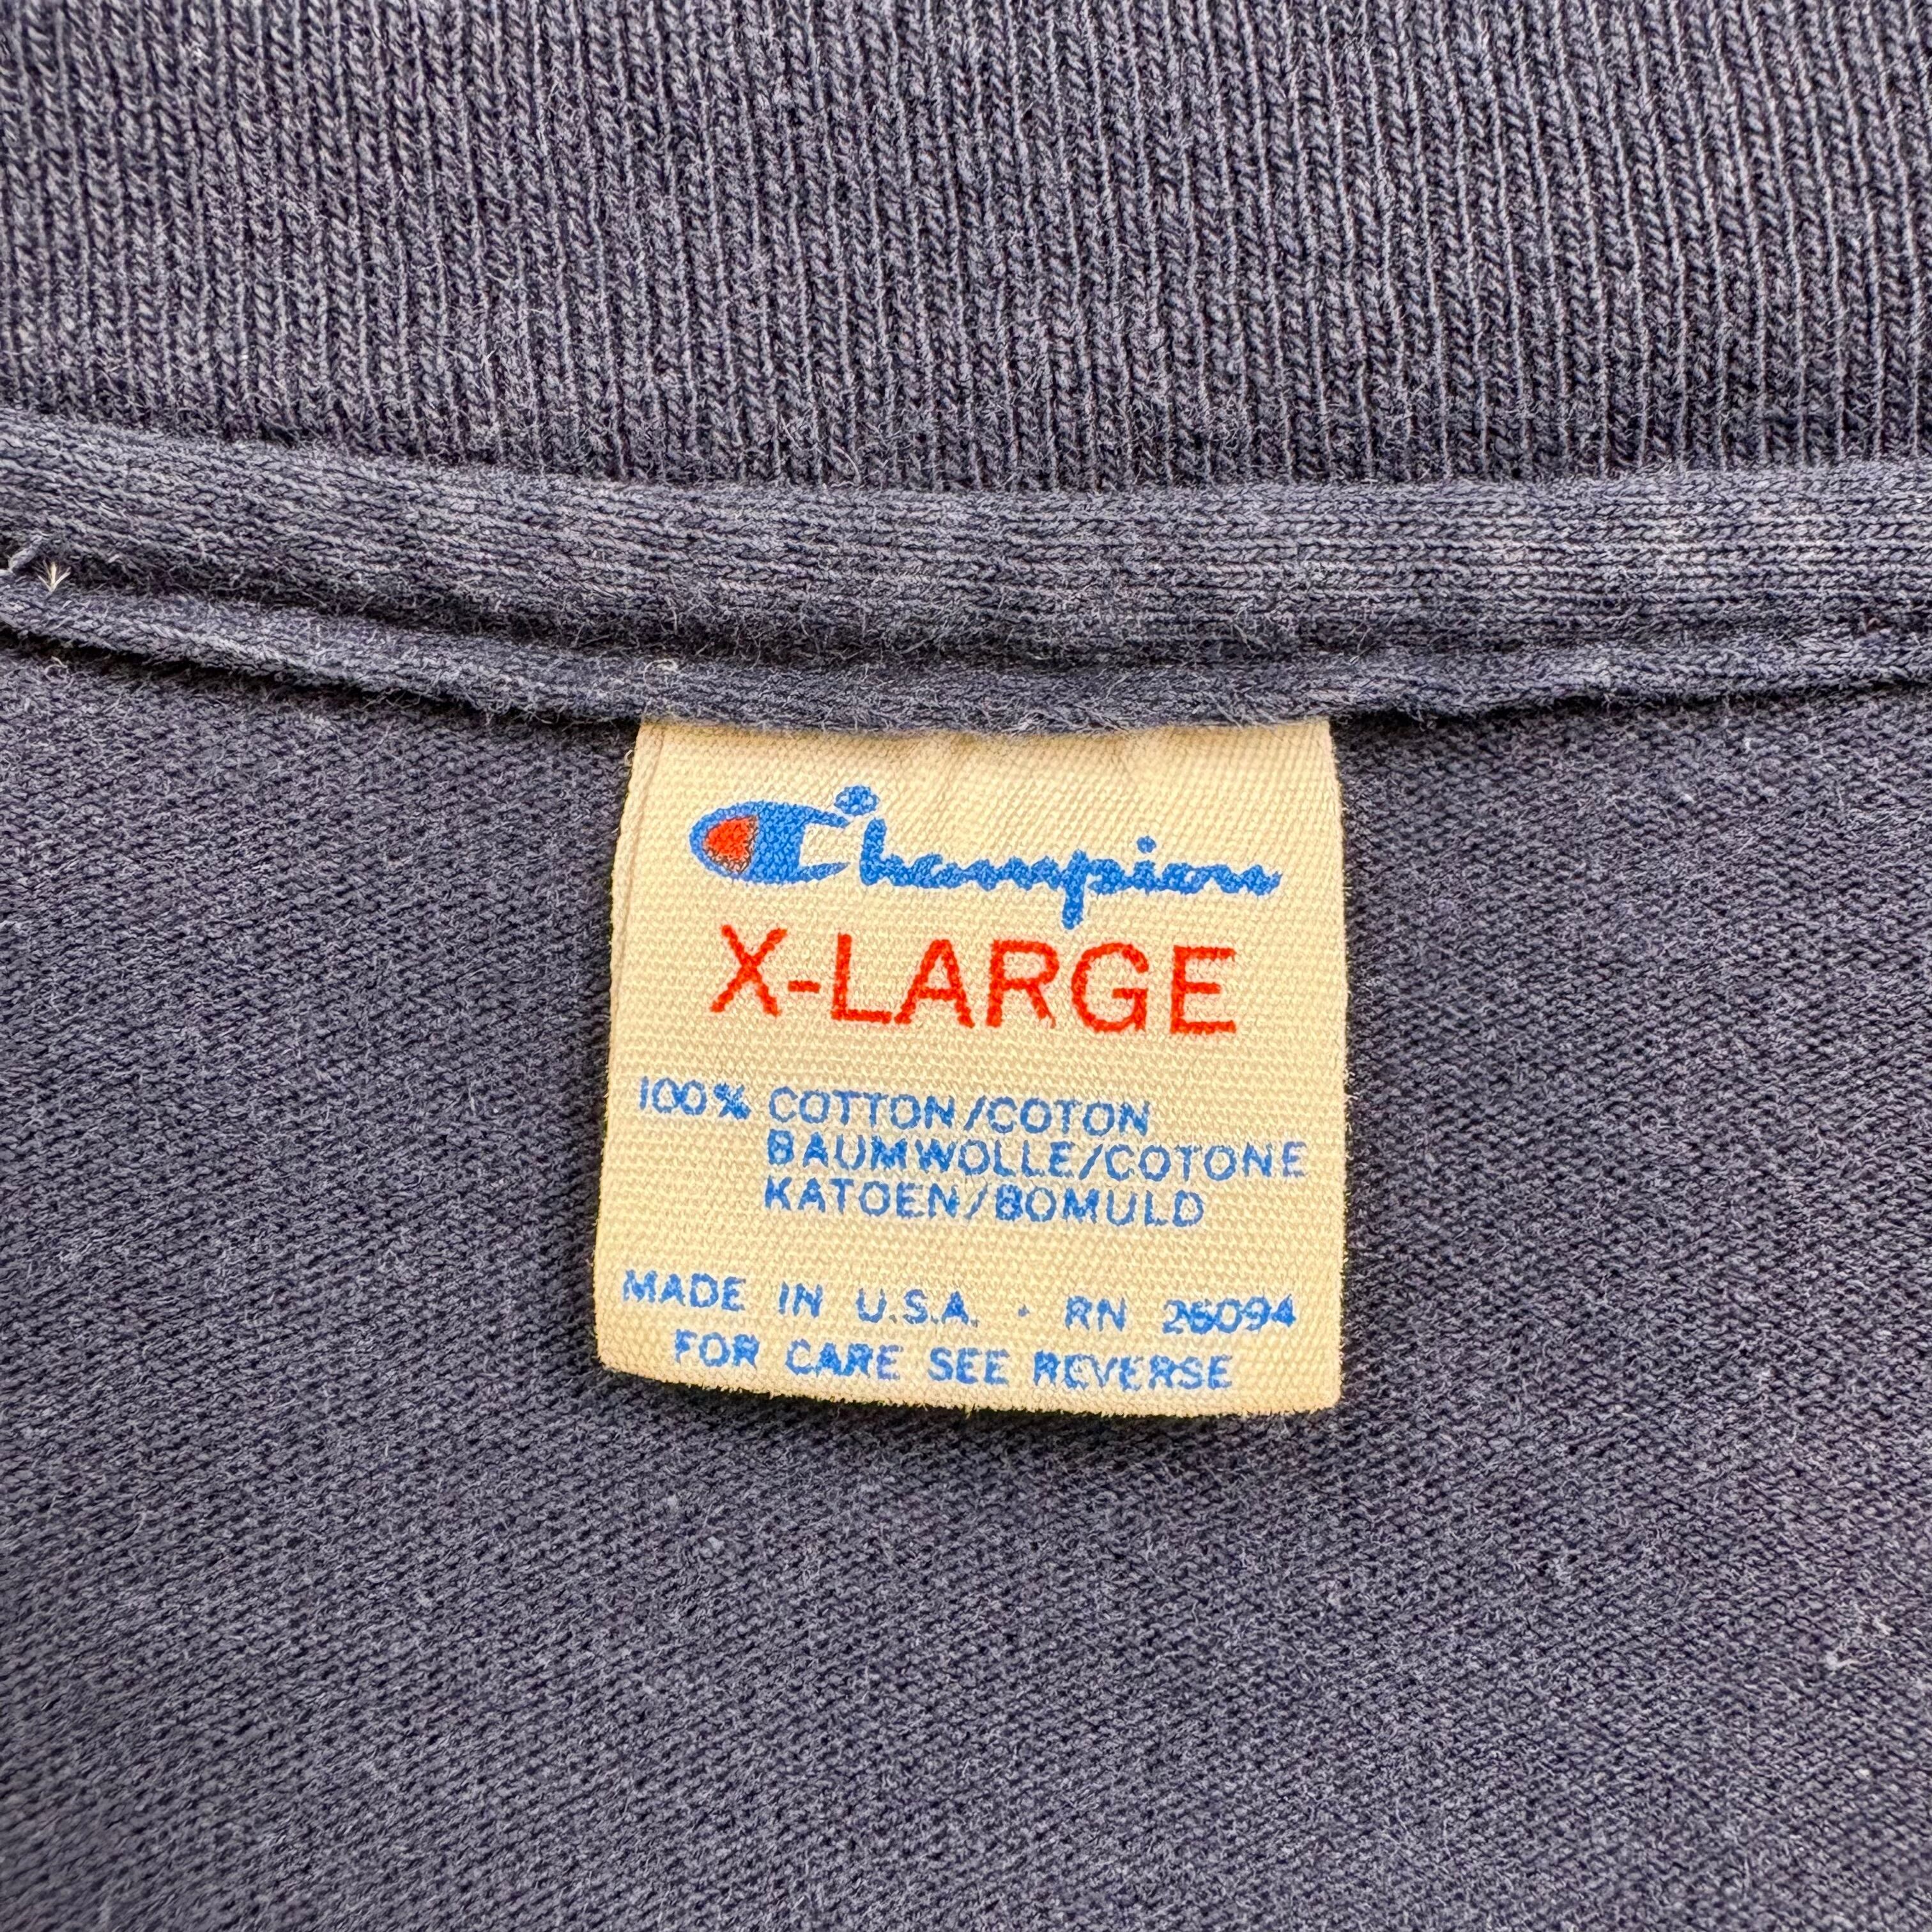 Champion
X-LARGE
100% COTTON/COTON
BAUMWOLLE/COTONE
KATOEN/BOMULD
MADE IN U.S.A. · RN 26094
FOR CARE SEE REVERSE